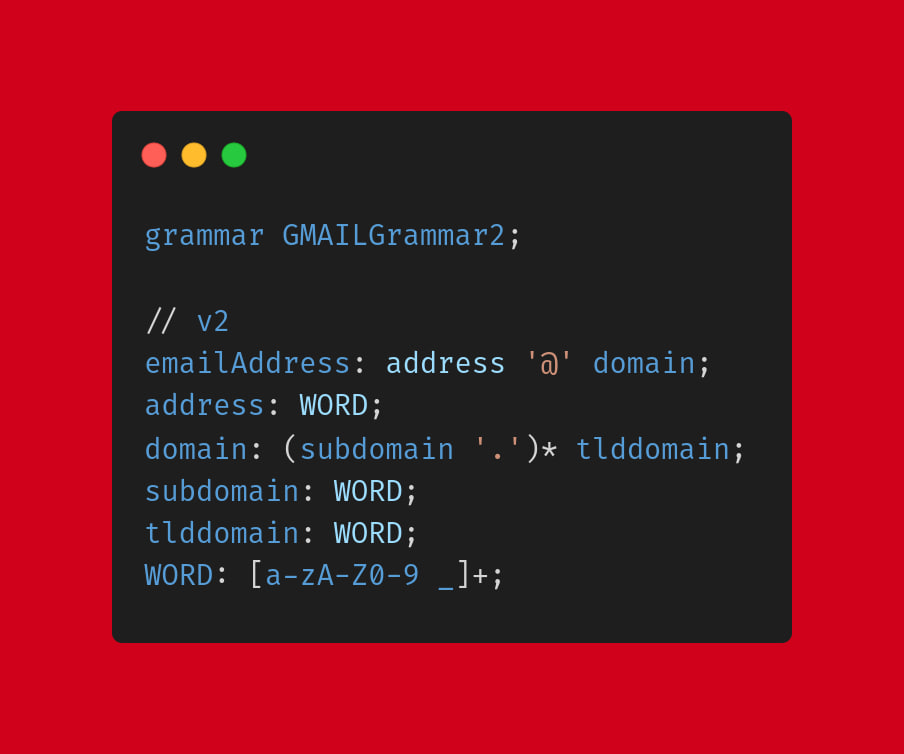 grammar GMAILGrammar2;
// v2
emailAddress: address '@' domain;
address: WORD;
domain: (subdomain '.')* tlddomain;
subdomain: WORD;
tlddomain: WORD;
WORD: [a-zA-Z0-9 _]+;